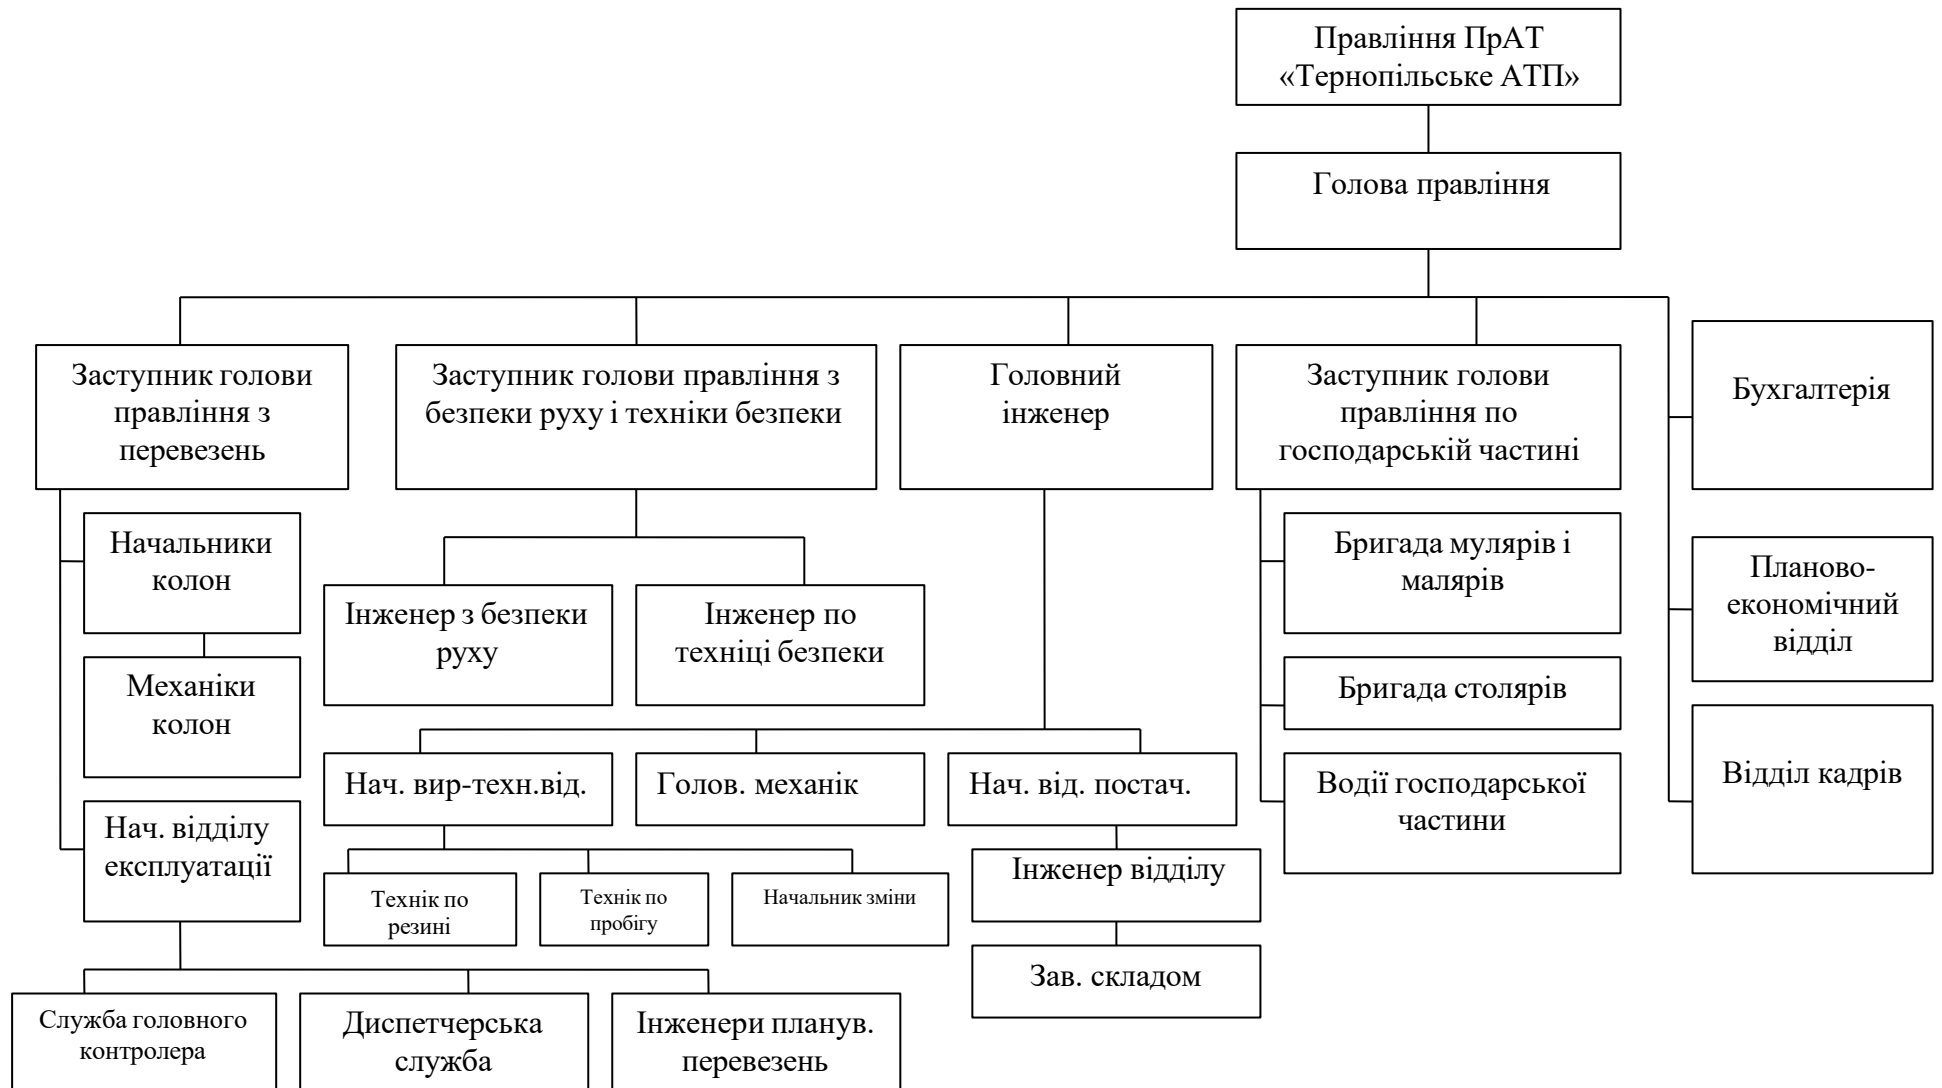 Правління ПрАТ
«Тернопільське АТП»
Голова правління
Заступник голови
правління з
перевезень
Заступник голови правління з
безпеки руху і техніки безпеки
Головний
інженер
Заступник голови
правління по
господарській частині
Бухгалтерія
Начальники
колон
Механіки
колон
Нач. відділу
експлуатації
Інженер з безпеки
руху
Інженер по
техніці безпеки
Бригада мулярів і
малярів
Бригада столярів
Водії господарської
частини
Планово-
економічний
відділ
Відділ кадрів
Нач. вир-техн.від.
Голов. механік
Нач. від. постач.
Технік по
резині
Технік по
пробігу
Начальник зміни
Інженер відділу
Зав. складом
Служба головного
контролера
Диспетчерська
служба
Інженери планув.
перевезень